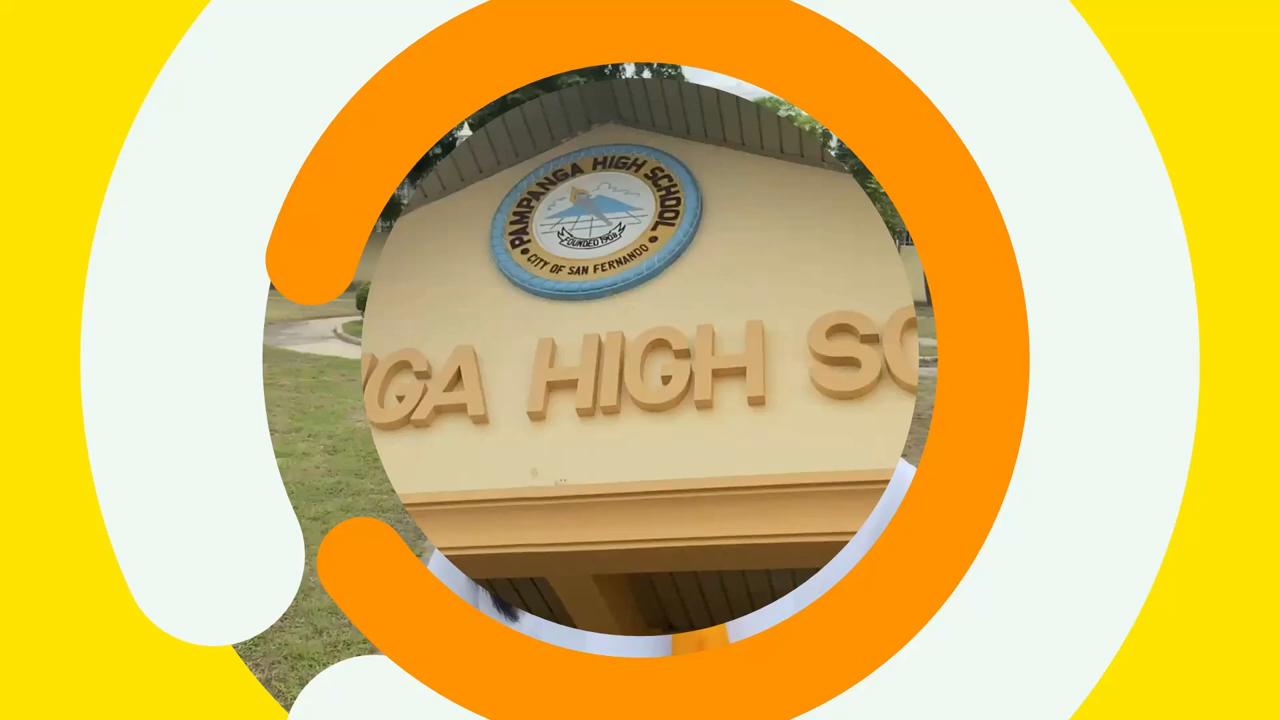 PAMPANGA HIGH SCHOOL
FOUNDED 1908
CITY OF SAN FERNANDO
GA HIGH SC